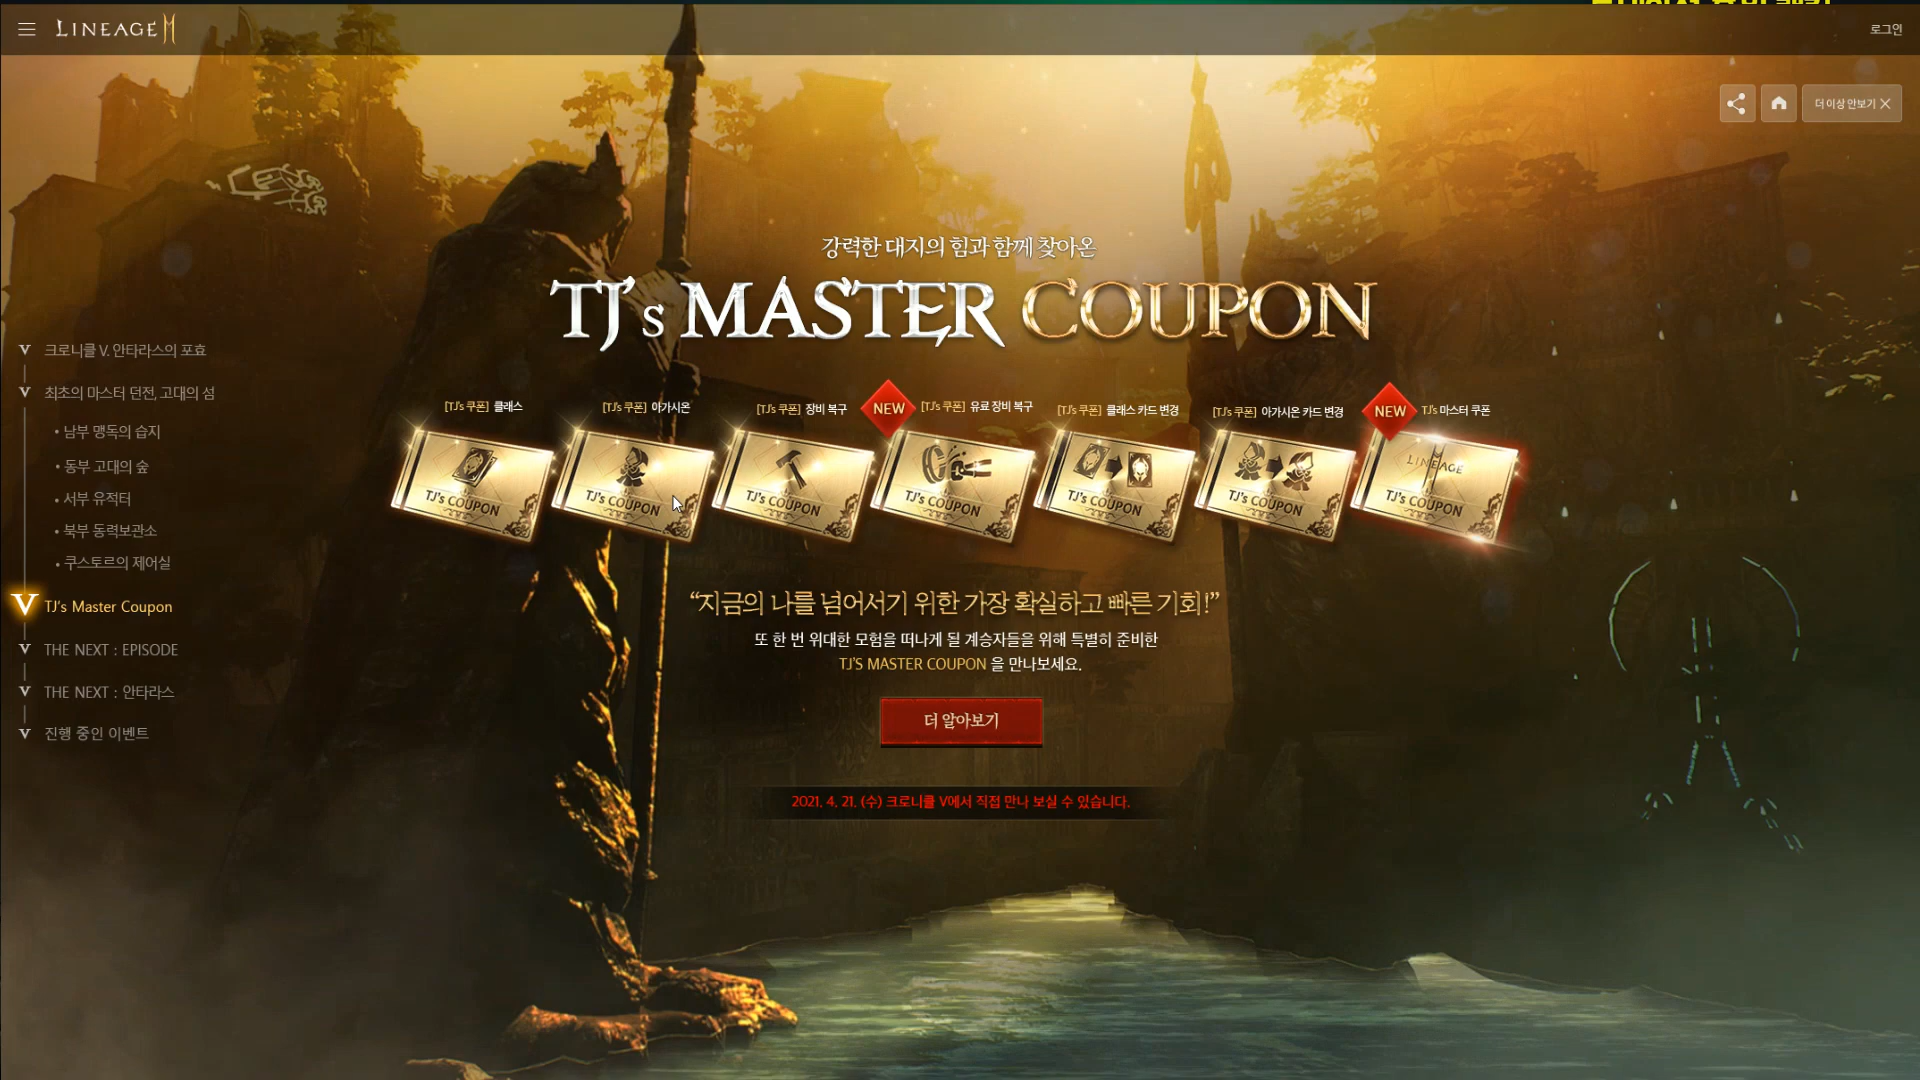 LINEAGE M
로그인
더 이상 안보기
강력한 대지의 힘과 함께 찾아온
TJ's MASTER COUPON
[TJ's 쿠폰] 클래스
[TJ's 쿠폰] 아가시온
[TJ's 쿠폰] 장비 복구
NEW
[TJ's 쿠폰] 유료 장비 복구
[TJ's 쿠폰] 클래스 카드 변경
[TJ's 쿠폰] 아가시온 카드 변경
NEW
TJ's 마스터 쿠폰
TJ's COUPON
TJ's COUPON
TJ's COUPON
TJ's COUPON
TJ's COUPON
TJ's COUPON
LINEAGE
TJ's COUPON
V 크로니클 V. 안타라스의 포효
V 최초의 마스터 던전, 고대의 섬
• 남부 맹독의 습지
• 동부 고대의 숲
• 서부 유적터
• 북부 동력보관소
• 쿠스토르의 제어실
V TJ's Master Coupon
V THE NEXT : EPISODE
V THE NEXT : 안타라스
V 진행 중인 이벤트
“지금의 나를 넘어서기 위한 가장 확실하고 빠른 기회!”
또 한 번 위대한 모험을 떠나게 될 계승자들을 위해 특별히 준비한
TJ'S MASTER COUPON 을 만나보세요.
더 알아보기
2021. 4. 21. (수) 크로니클 V에서 직접 만나 보실 수 있습니다.